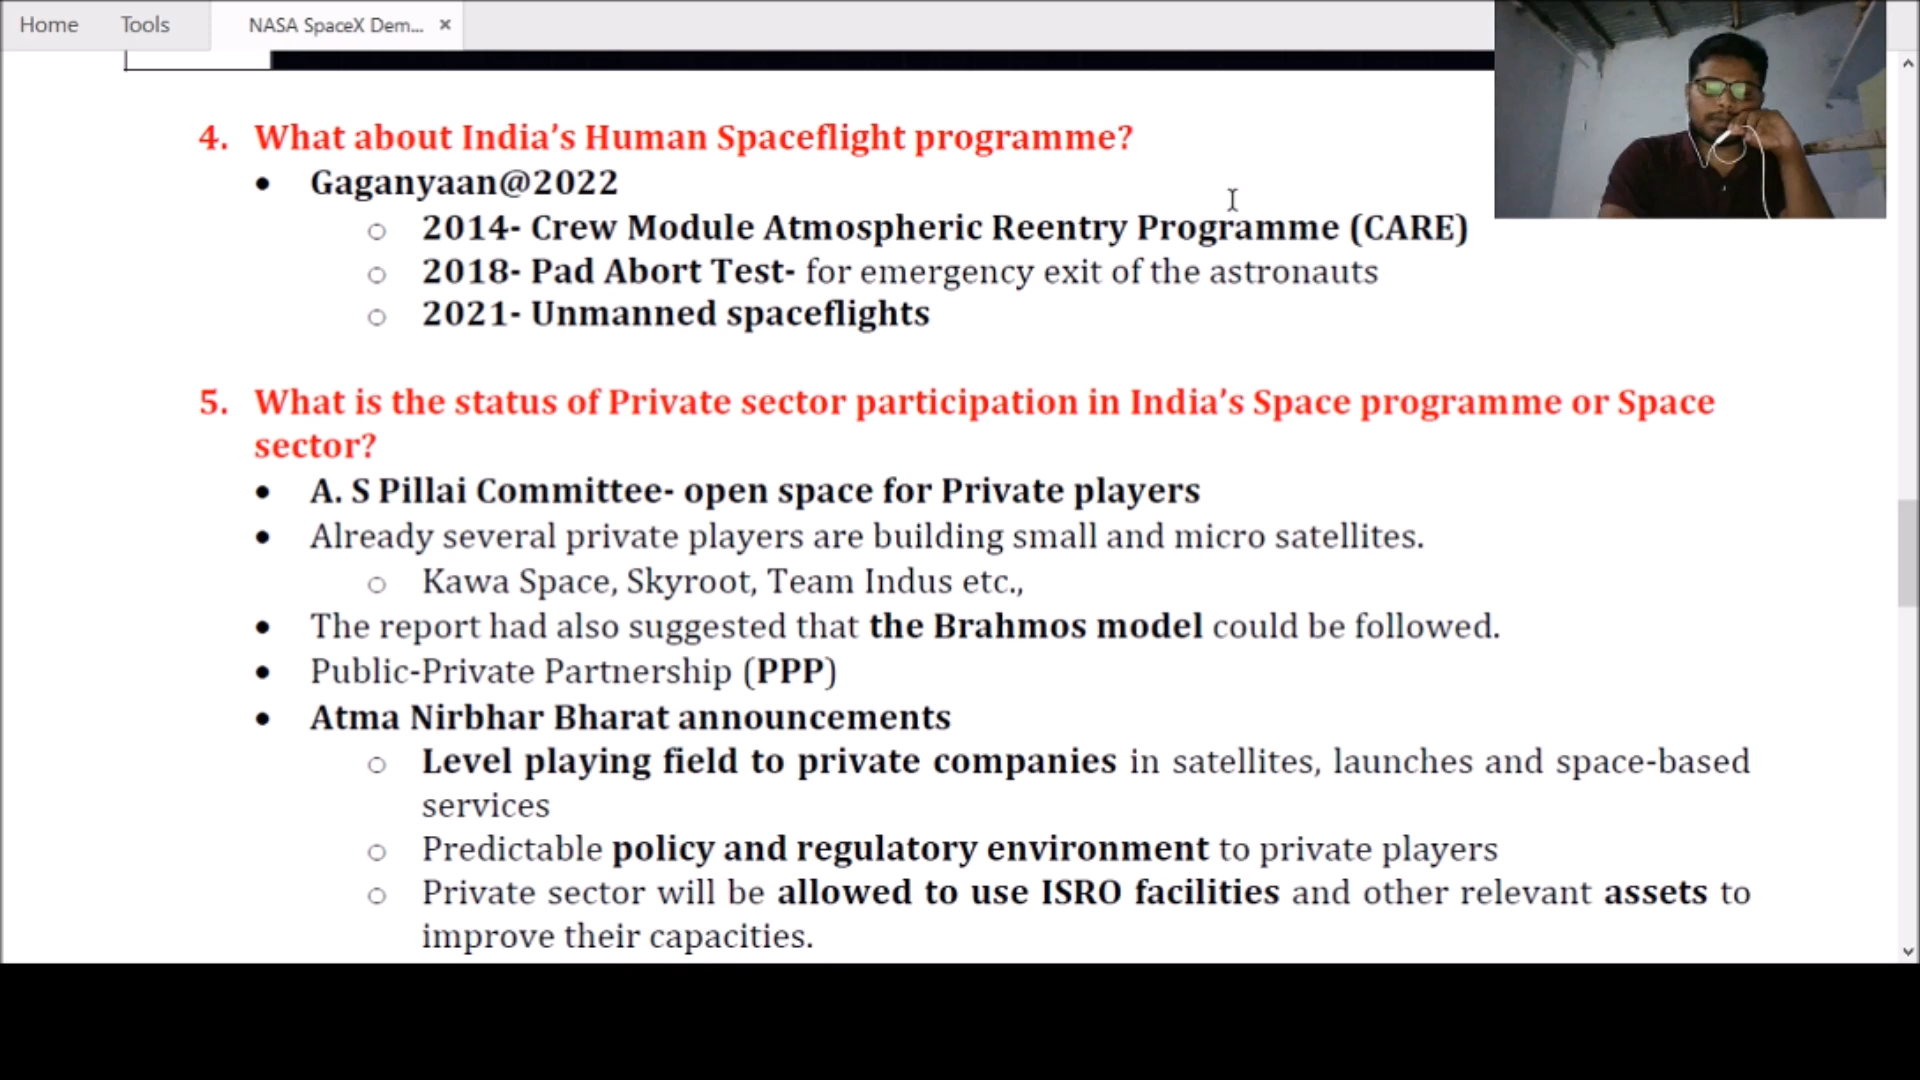 Home Tools NASA SpaceX Dem... ×
4. What about India’s Human Spaceflight programme?
• Gaganyaan@2022
○ 2014- Crew Module Atmospheric Reentry Programme (CARE)
○ 2018- Pad Abort Test- for emergency exit of the astronauts
○ 2021- Unmanned spaceflights
5. What is the status of Private sector participation in India’s Space programme or Space
sector?
• A. S Pillai Committee- open space for Private players
• Already several private players are building small and micro satellites.
○ Kawa Space, Skyroot, Team Indus etc.,
• The report had also suggested that the Brahmos model could be followed.
• Public-Private Partnership (PPP)
• Atma Nirbhar Bharat announcements
○ Level playing field to private companies in satellites, launches and space-based
services
○ Predictable policy and regulatory environment to private players
○ Private sector will be allowed to use ISRO facilities and other relevant assets to
improve their capacities.